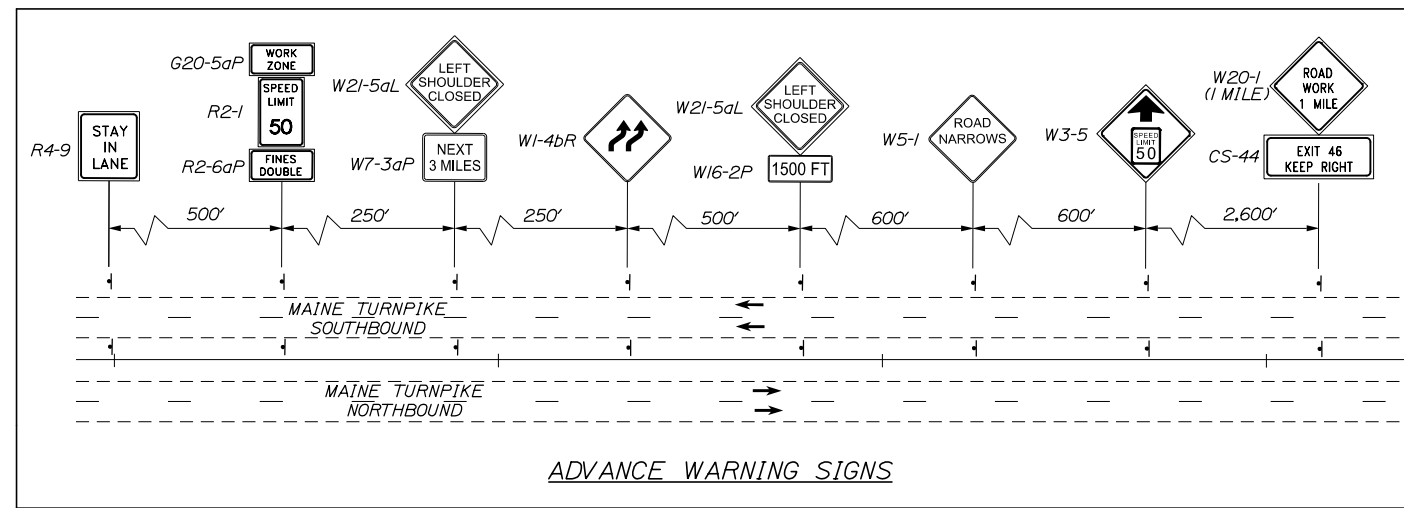 R4-9
STAY
IN
LANE
G20-5aP
WORK
ZONE
R2-1
SPEED
LIMIT
50
R2-6aP
FINES
DOUBLE
W21-5aL
LEFT
SHOULDER
CLOSED
W7-3aP
NEXT
3 MILES
W1-4bR
W21-5aL
LEFT
SHOULDER
CLOSED
W16-2P
1500 FT
W5-1
ROAD
NARROWS
W3-5
SPEED
LIMIT
50
W20-1
(1 MILE)
ROAD
WORK
1 MILE
CS-44
EXIT 46
KEEP RIGHT
500' 250' 250' 500' 600' 600' 2,600'
MAINE TURNPIKE
SOUTHBOUND
MAINE TURNPIKE
NORTHBOUND
ADVANCE WARNING SIGNS